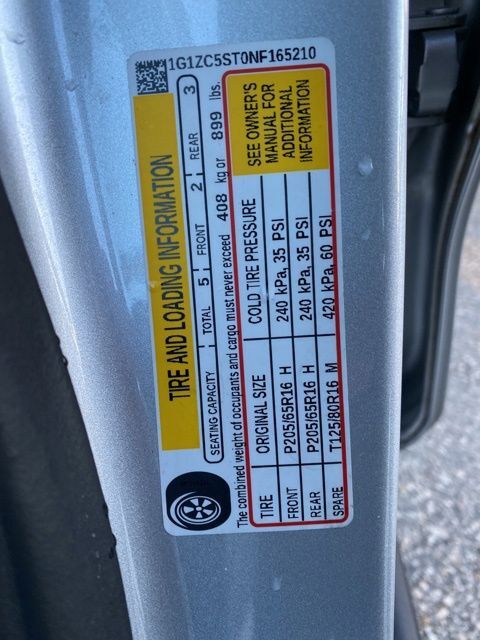 1G1ZC5ST0NF165210
TIRE AND LOADING INFORMATION
SEATING CAPACITY TOTAL 5 FRONT 2 REAR 3
The combined weight of occupants and cargo must never exceed 408 kg or 899 lbs.
TIRE ORIGINAL SIZE COLD TIRE PRESSURE
FRONT P205/65R16 H 240 kPa, 35 PSI
REAR P205/65R16 H 240 kPa, 35 PSI
SPARE T125/80R16 M 420 kPa, 60 PSI
SEE OWNER'S
MANUAL FOR
ADDITIONAL
INFORMATION